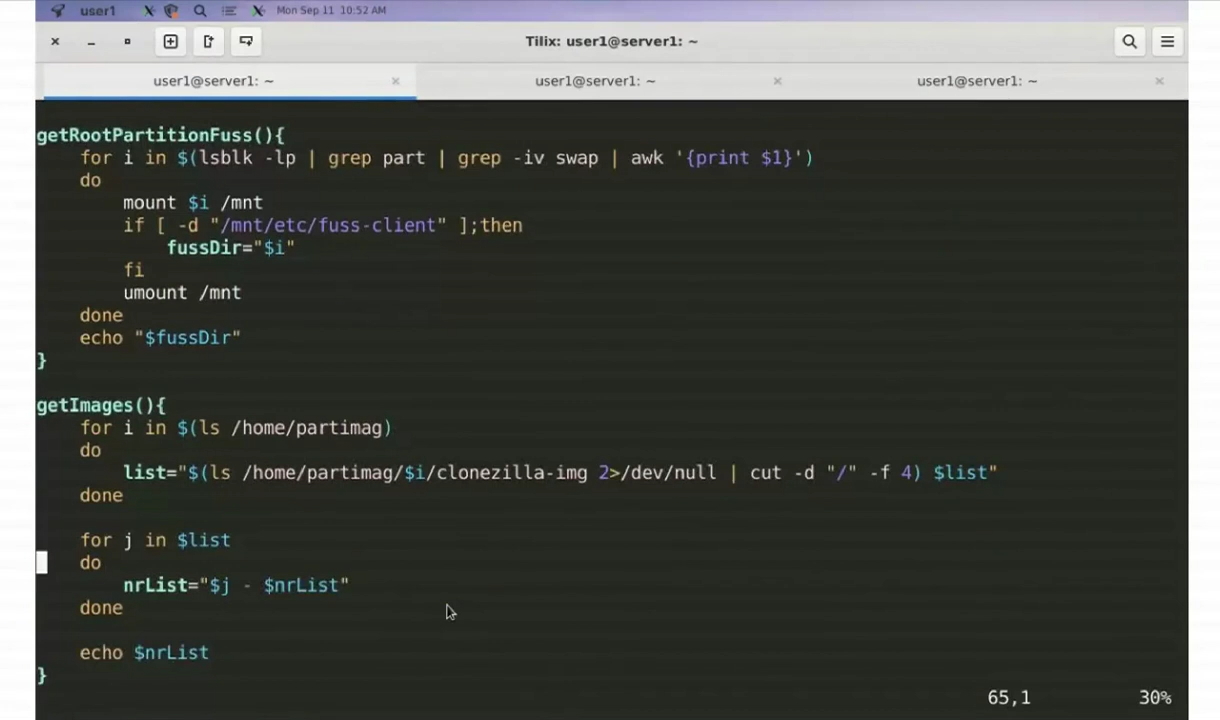 user1 Mon Sep 11 10:52 AM
Tilix: user1@server1: ~
user1@server1: ~ × user1@server1: ~ × user1@server1: ~ ×
getRootPartitionFuss(){
    for i in $(lsblk -lp | grep part | grep -iv swap | awk '{print $1}')
    do
        mount $i /mnt
        if [ -d "/mnt/etc/fuss-client" ];then
            fussDir="$i"
        fi
        umount /mnt
    done
    echo "$fussDir"
}
getImages(){
    for i in $(ls /home/partimag)
    do
        list="$(ls /home/partimag/$i/clonezilla-img 2>/dev/null | cut -d "/" -f 4) $list"
    done
    for j in $list
    do
        nrList="$j - $nrList"
    done
    echo $nrList
}
65,1 30%